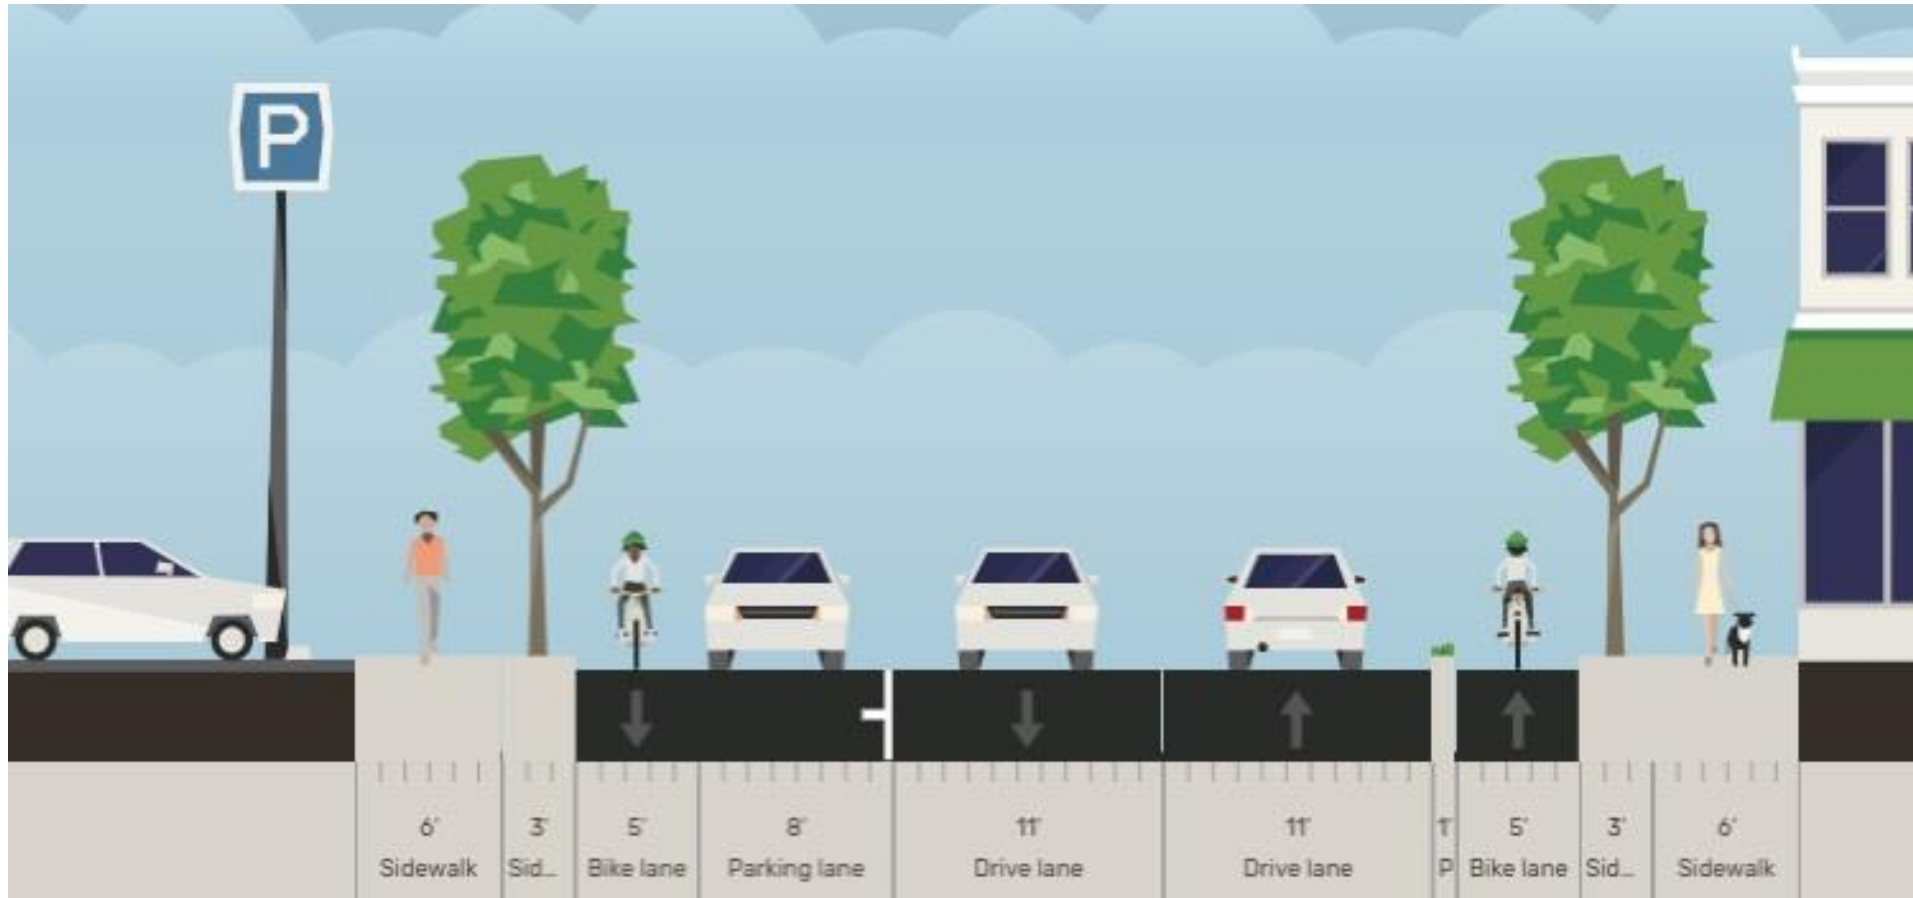 P
6' 3' 5' 8' 11' 11' 1' 5' 3' 6'
Sidewalk Sid... Bike lane Parking lane Drive lane Drive lane P Bike lane Sid... Sidewalk